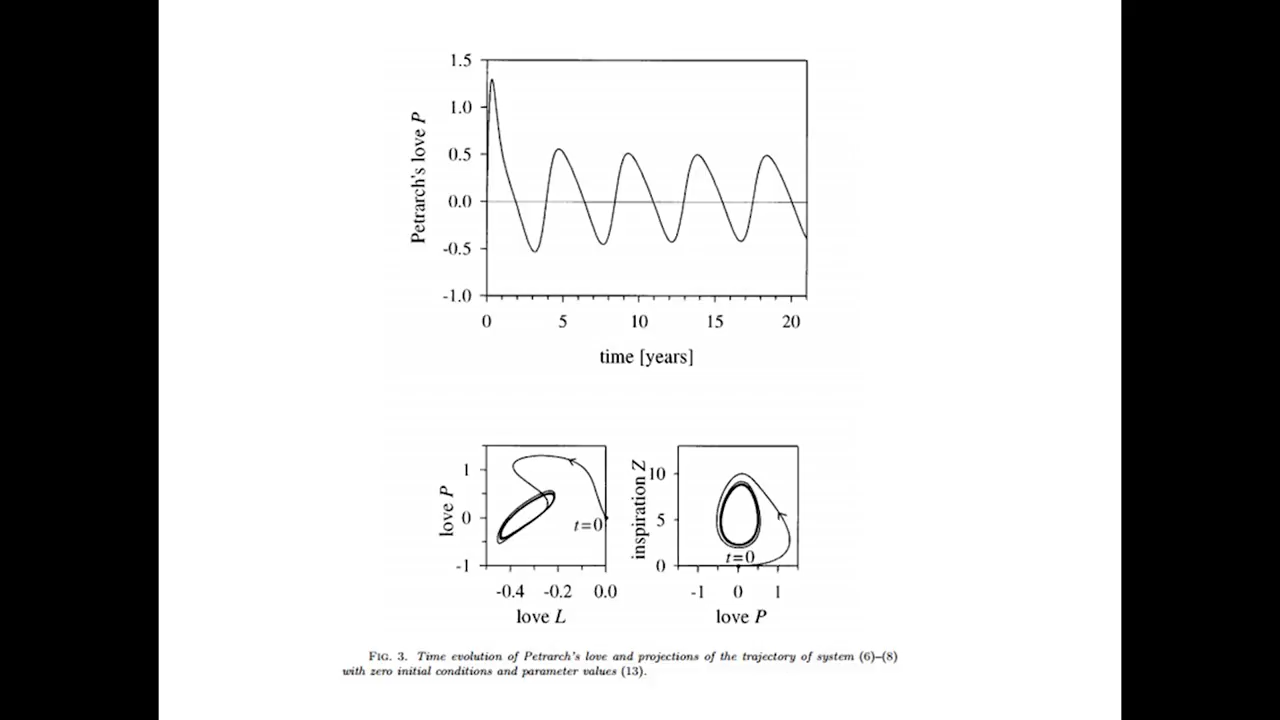 1.5
1.0
0.5
0.0
-0.5
-1.0
Petrarch's love P
0 5 10 15 20
time [years]
1
0
-1
love P
t=0
-0.4 -0.2 0.0
love L
10
5
0
inspiration Z
t=0
-1 0 1
love P
FIG. 3. Time evolution of Petrarch's love and projections of the trajectory of system (6)–(8)
with zero initial conditions and parameter values (13).